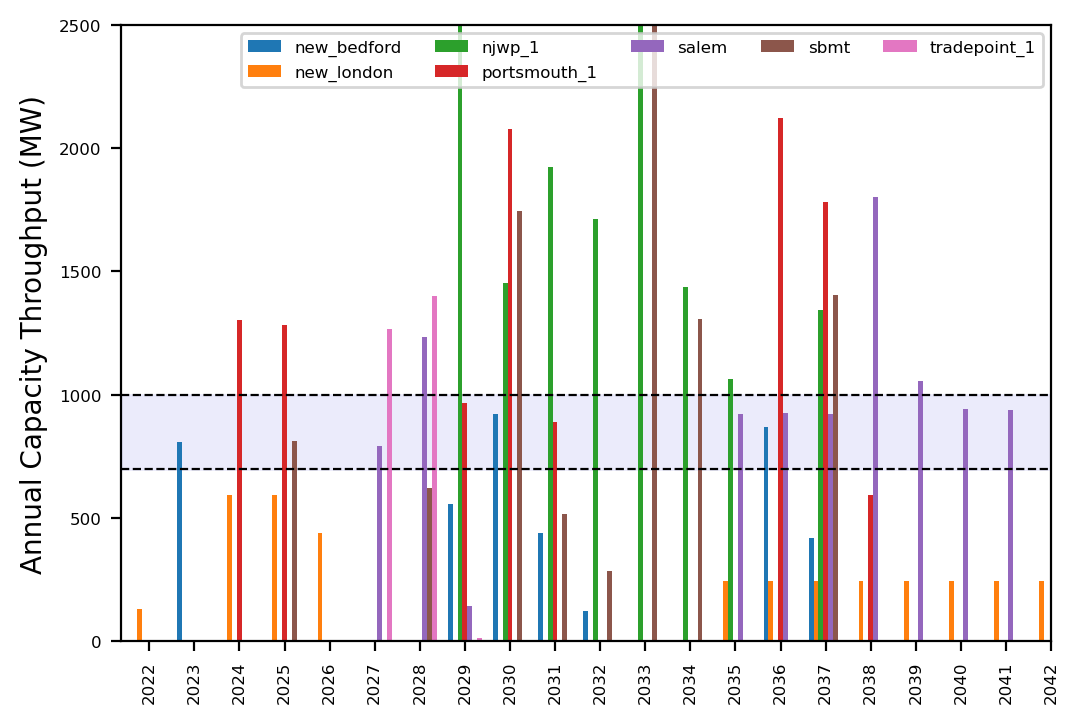 2500
2000
1500
1000
500
0
Annual Capacity Throughput (MW)
new_bedford njwp_1 salem sbmt tradepoint_1
new_london portsmouth_1
2022 2023 2024 2025 2026 2027 2028 2029 2030 2031 2032 2033 2034 2035 2036 2037 2038 2039 2040 2041 2042